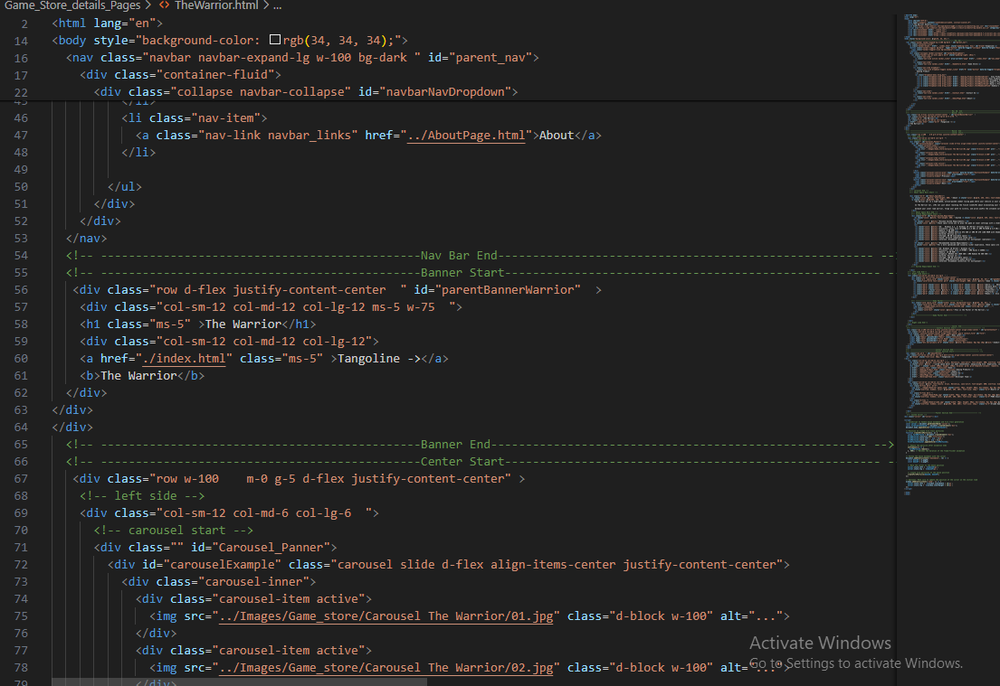 Game_Store_details_Pages > <> TheWarrior.html > ...
2 <html lang="en">
14 <body style="background-color: rgb(34, 34, 34);">
16 <nav class="navbar navbar-expand-lg w-100 bg-dark " id="parent_nav">
17 <div class="container-fluid">
22 <div class="collapse navbar-collapse" id="navbarNavDropdown">
45 </li>
46 <li class="nav-item">
47 <a class="nav-link navbar_links" href="../AboutPage.html">About</a>
48 </li>
49
50 </ul>
51 </div>
52 </div>
53 </nav>
54 <!-- ----------------------------------------------Nav Bar End------------------------------------------------------- --
55 <!-- ----------------------------------------------Banner Start------------------------------------------------------ --
56 <div class="row d-flex justify-content-center  " id="parentBannerWarrior"  >
57 <div class="col-sm-12 col-md-12 col-lg-12 ms-5 w-75  ">
58 <h1 class="ms-5" >The Warrior</h1>
59 <div class="col-sm-12 col-md-12 col-lg-12">
60 <a href="./index.html" class="ms-5" >Tangoline -></a>
61 <b>The Warrior</b>
62 </div>
63 </div>
64 </div>
65 <!-- ----------------------------------------------Banner End------------------------------------------------------ -->
66 <!-- ----------------------------------------------Center Start------------------------------------------------------ --
67 <div class="row w-100    m-0 g-5 d-flex justify-content-center" >
68 <!-- left side -->
69 <div class="col-sm-12 col-md-6 col-lg-6  ">
70 <!-- carousel start -->
71 <div class="" id="Carousel_Panner">
72 <div id="carouselExample" class="carousel slide d-flex align-items-center justify-content-center">
73 <div class="carousel-inner">
74 <div class="carousel-item active">
75 <img src="../Images/Game_store/Carousel The Warrior/01.jpg" class="d-block w-100" alt="...">
76 </div>
77 <div class="carousel-item active">
78 <img src="../Images/Game_store/Carousel The Warrior/02.jpg" class="d-block w-100" alt="...">
79 </div>
Activate Windows
Go to Settings to activate Windows.